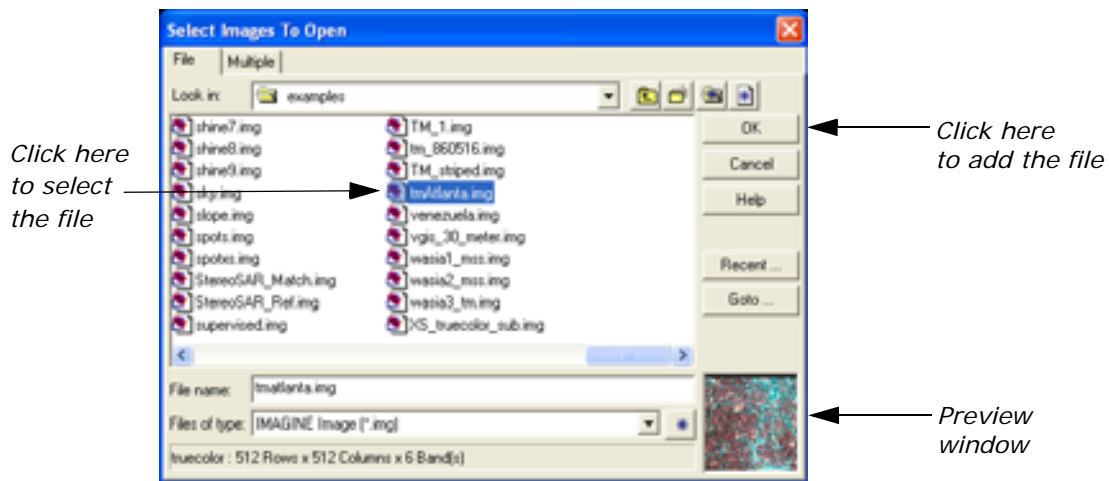 Select Images To Open
File
Multiple
Look in:
examples
shine7.img
shine8.img
shine9.img
sky.img
slope.img
spots.img
spotxs.img
StereoSAR_Match.img
StereoSAR_Ref.img
supervised.img
TM_1.img
tm_860516.img
TM_striped.img
tmAtlanta.img
venezuela.img
vgis_30_meter.img
wasia1_mss.img
wasia2_mss.img
wasia3_tm.img
XS_truecolor_sub.img
OK
Cancel
Help
Recent ...
Goto ...
File name:
tmatlanta.img
Files of type:
IMAGINE Image (*.img)
truecolor : 512 Rows x 512 Columns x 6 Band(s)
Click here
to select
the file
Click here
to add the file
Preview
window